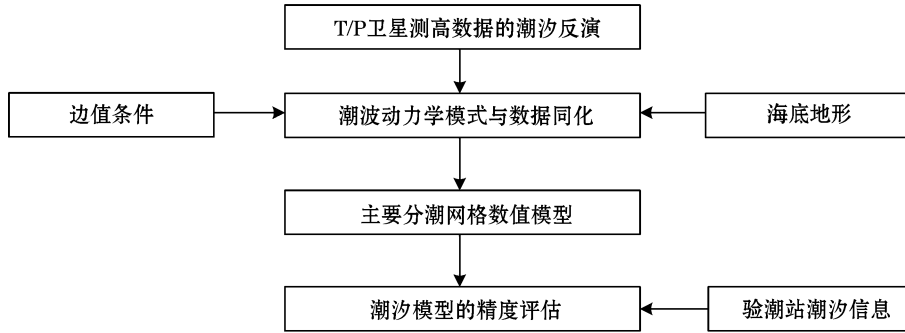 T/P卫星测高数据的潮汐反演
边值条件
潮波动力学模式与数据同化
海底地形
主要分潮网格数值模型
潮汐模型的精度评估
验潮站潮汐信息